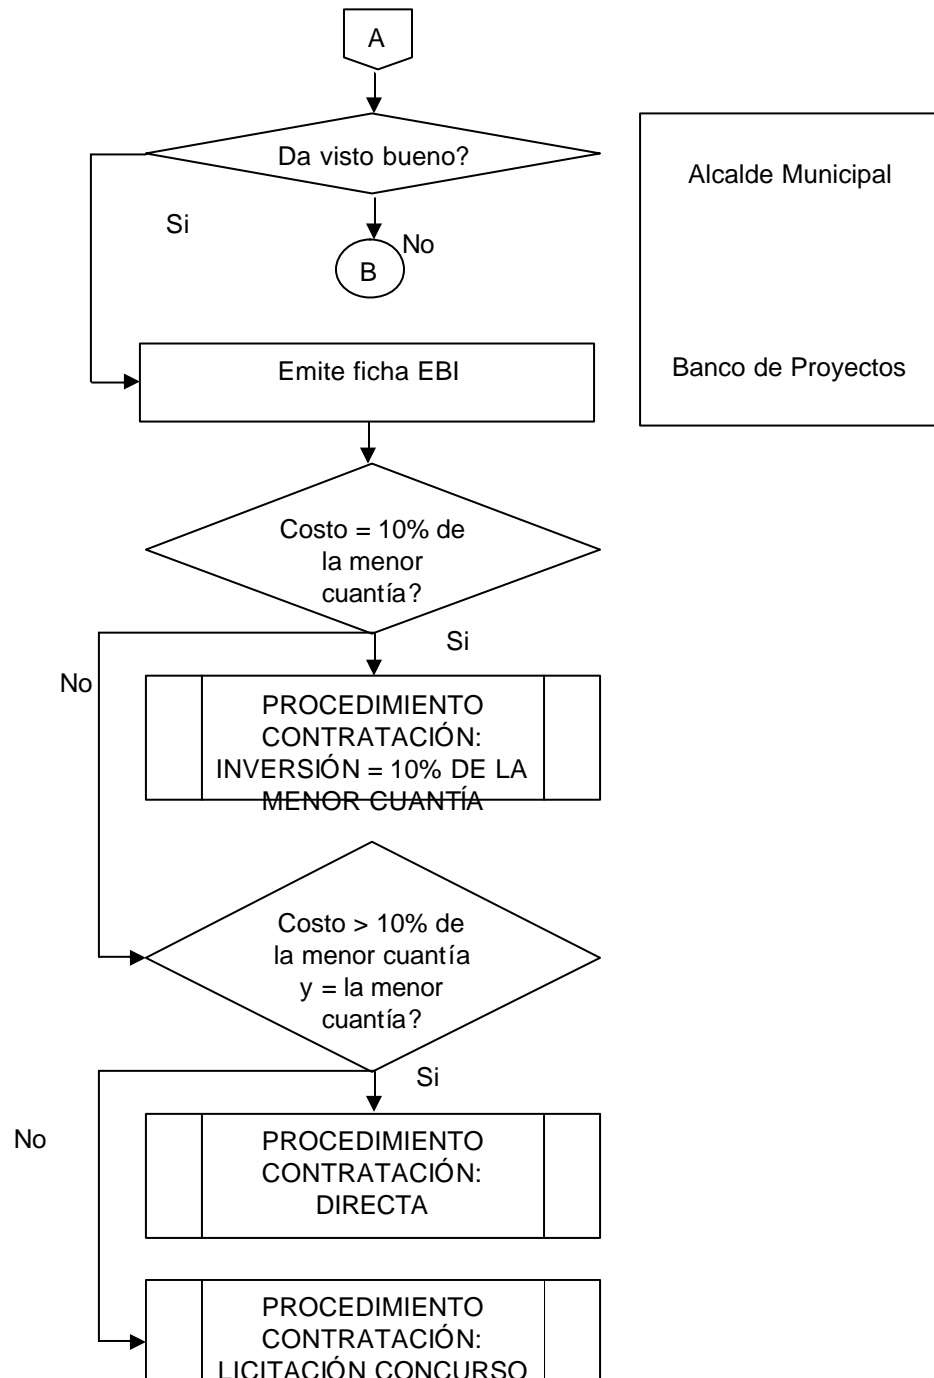 A
Da visto bueno?
Alcalde Municipal
Si
No
B
Emite ficha EBI
Banco de Proyectos
Costo = 10% de
la menor
cuantía?
Si
No
PROCEDIMIENTO
CONTRATACIÓN:
INVERSIÓN = 10% DE LA
MENOR CUANTÍA
Costo > 10% de
la menor cuantía
y = la menor
cuantía?
Si
No
PROCEDIMIENTO
CONTRATACIÓN:
DIRECTA
PROCEDIMIENTO
CONTRATACIÓN:
LICITACIÓN CONCURSO